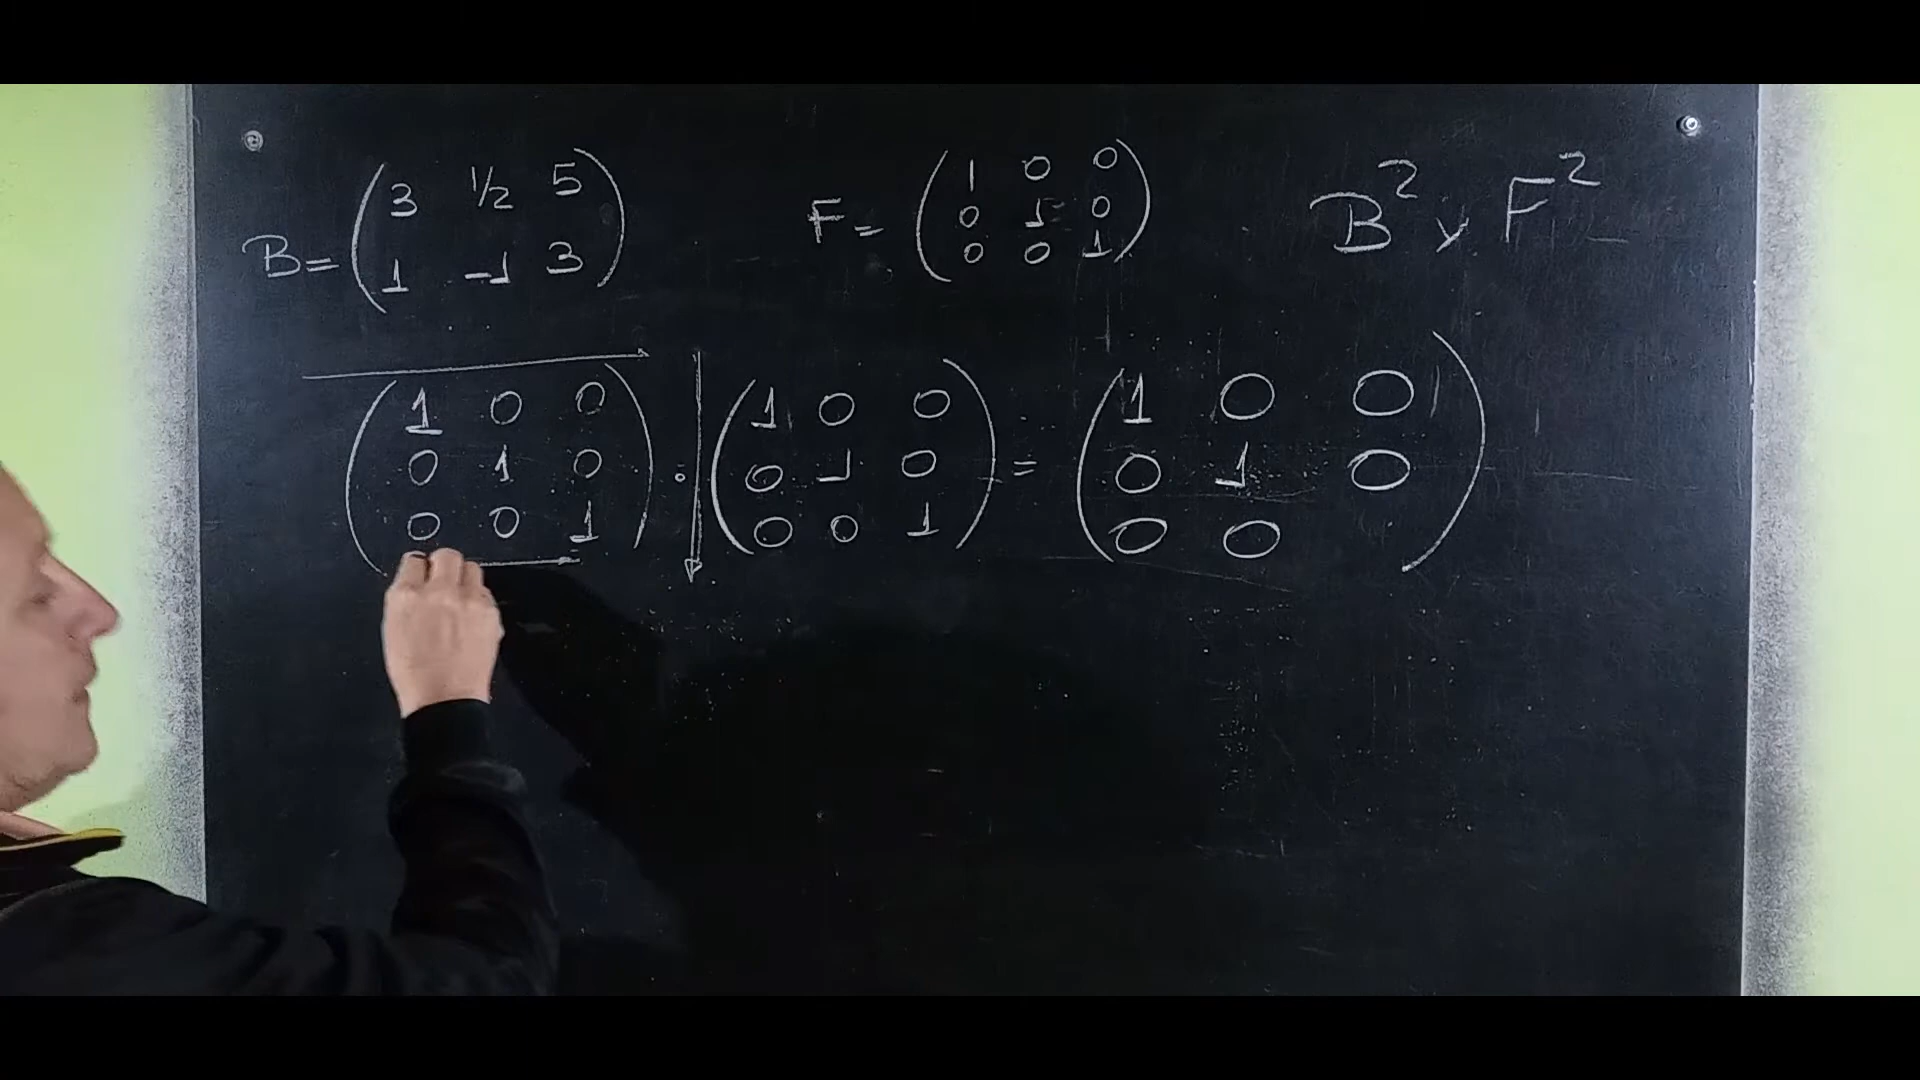 B = ( 3 1/2 5 ; 1 -1 3 ) F = ( 1 0 0 ; 0 1 0 ; 0 0 1 ) B² y F²
( 1 0 0 ; 0 1 0 ; 0 0 1 ) · ( 1 0 0 ; 0 1 0 ; 0 0 1 ) = ( 1 0 0 ; 0 1 0 ; 0 0 )